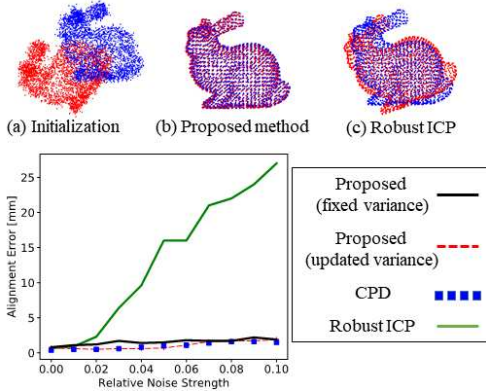 (a) Initialization (b) Proposed method (c) Robust ICP
Alignment Error [mm]
25
20
15
10
5
0
0.00 0.02 0.04 0.06 0.08 0.10
Relative Noise Strength
Proposed
(fixed variance)
Proposed
(updated variance)
CPD
Robust ICP